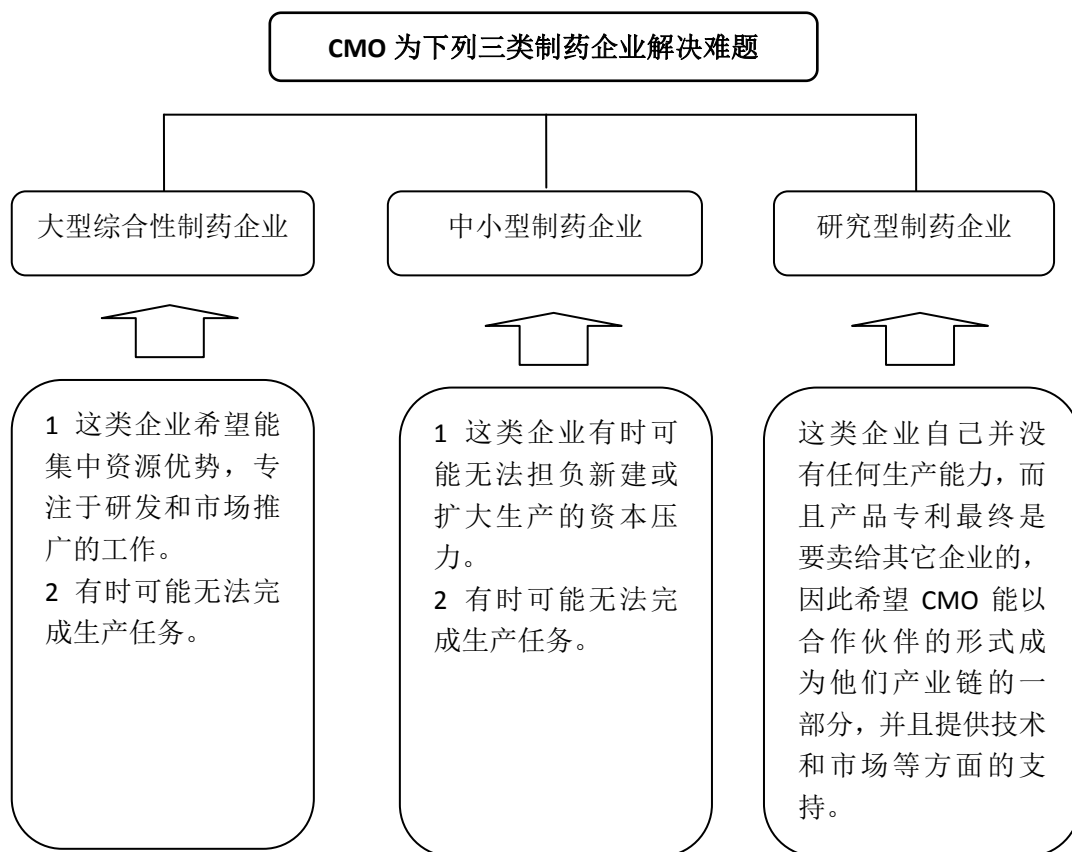 CMO 为下列三类制药企业解决难题
大型综合性制药企业
中小型制药企业
研究型制药企业
1 这类企业希望能
集中资源优势，专
注于研发和市场推
广的工作。
2 有时可能无法完
成生产任务。
1 这类企业有时可
能无法担负新建或
扩大生产的资本压
力。
2 有时可能无法完
成生产任务。
这类企业自己并没
有任何生产能力，而
且产品专利最终是
要卖给其它企业的，
因此希望 CMO 能以
合作伙伴的形式成
为他们产业链的一
部分，并且提供技术
和市场等方面的支
持。